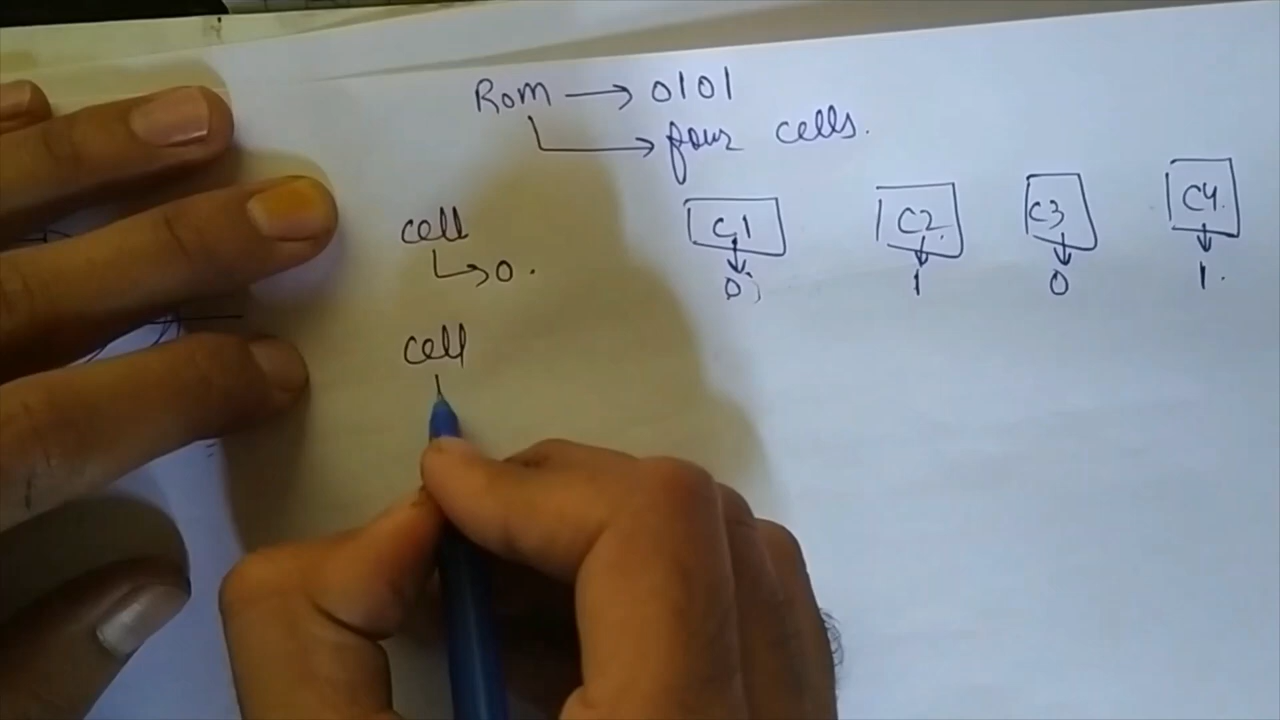 ROM → 0101
→ four cells.
cell
→ 0.
C1 C2. C3 C4.
0 1 0 1.
cell